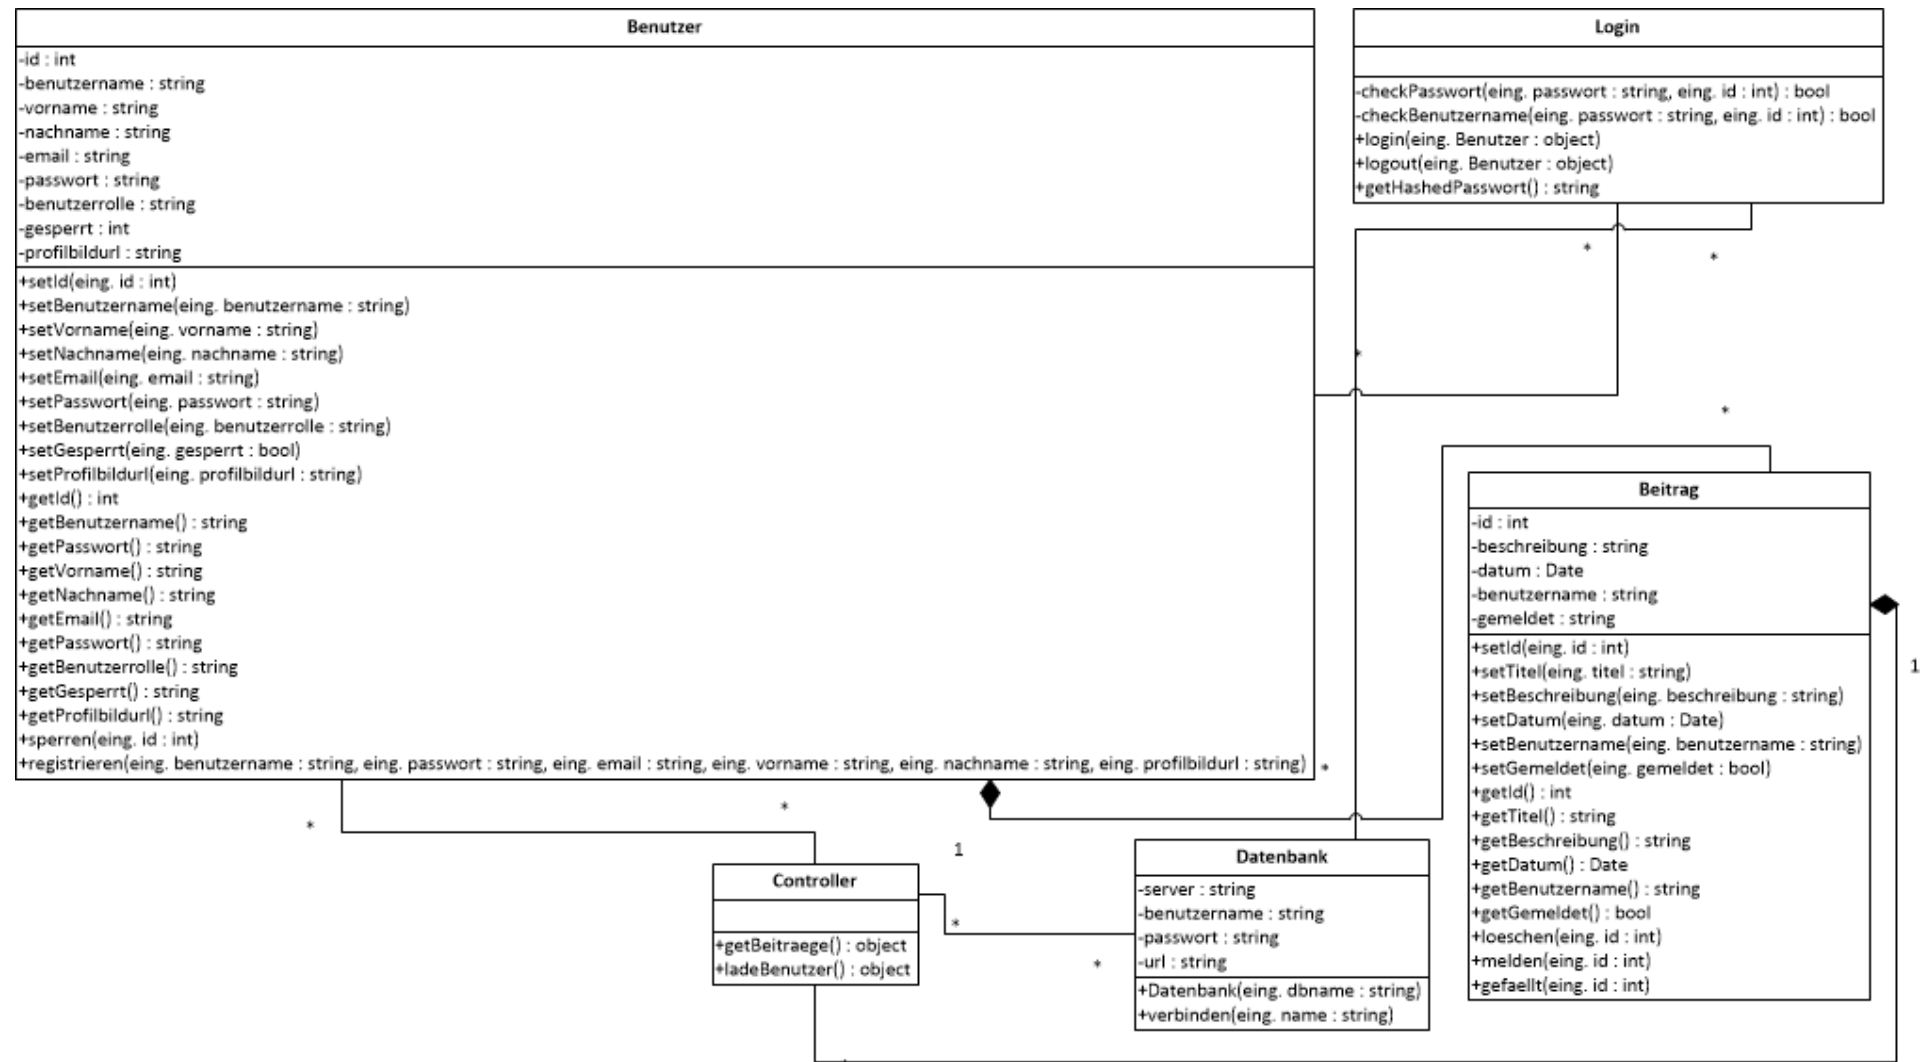 Benutzer
-id : int
-benutzername : string
-vorname : string
-nachname : string
-email : string
-passwort : string
-benutzerrolle : string
-gesperrt : int
-profilbildurl : string
+setId(eing. id : int)
+setBenutzername(eing. benutzername : string)
+setVorname(eing. vorname : string)
+setNachname(eing. nachname : string)
+setEmail(eing. email : string)
+setPasswort(eing. passwort : string)
+setBenutzerrolle(eing. benutzerrolle : string)
+setGesperrt(eing. gesperrt : bool)
+setProfilbildurl(eing. profilbildurl : string)
+getId() : int
+getBenutzername() : string
+getPasswort() : string
+getVorname() : string
+getNachname() : string
+getEmail() : string
+getPasswort() : string
+getBenutzerrolle() : string
+getGesperrt() : string
+getProfilbildurl() : string
+sperren(eing. id : int)
+registrieren(eing. benutzername : string, eing. passwort : string, eing. email : string, eing. vorname : string, eing. nachname : string, eing. profilbildurl : string)
Login
-checkPasswort(eing. passwort : string, eing. id : int) : bool
-checkBenutzername(eing. passwort : string, eing. id : int) : bool
+login(eing. Benutzer : object)
+logout(eing. Benutzer : object)
+getHashedPasswort() : string
*
*
*
*
Beitrag
-id : int
-beschreibung : string
-datum : Date
-benutzername : string
-gemeldet : string
+setId(eing. id : int)
+setTitel(eing. titel : string)
+setBeschreibung(eing. beschreibung : string)
+setDatum(eing. datum : Date)
+setBenutzername(eing. benutzername : string)
+setGemeldet(eing. gemeldet : bool)
+getId() : int
+getTitel() : string
+getBeschreibung() : string
+getDatum() : Date
+getBenutzername() : string
+getGemeldet() : bool
+loeschen(eing. id : int)
+melden(eing. id : int)
+gefaellt(eing. id : int)
1
*
*
*
1
Controller
+getBeitraege() : object
+ladeBenutzer() : object
*
*
Datenbank
-server : string
-benutzername : string
-passwort : string
-url : string
+Datenbank(eing. dbname : string)
+verbinden(eing. name : string)